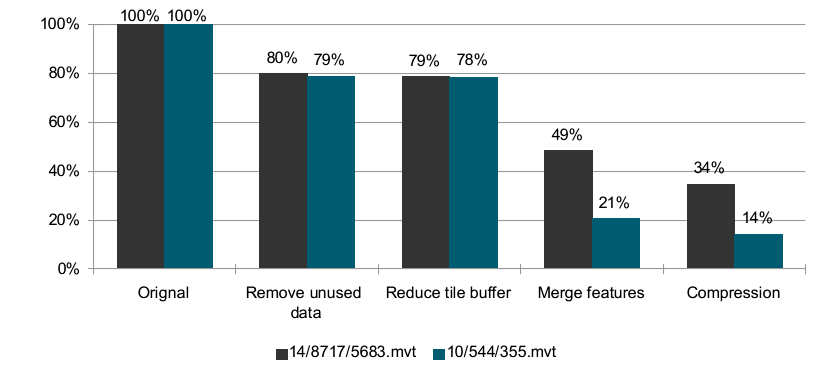 100%
80%
60%
40%
20%
0%
100% 100%
80% 79%
79% 78%
49%
21%
34%
14%
Orignal
Remove unused
data
Reduce tile buffer
Merge features
Compression
14/8717/5683.mvt
10/544/355.mvt